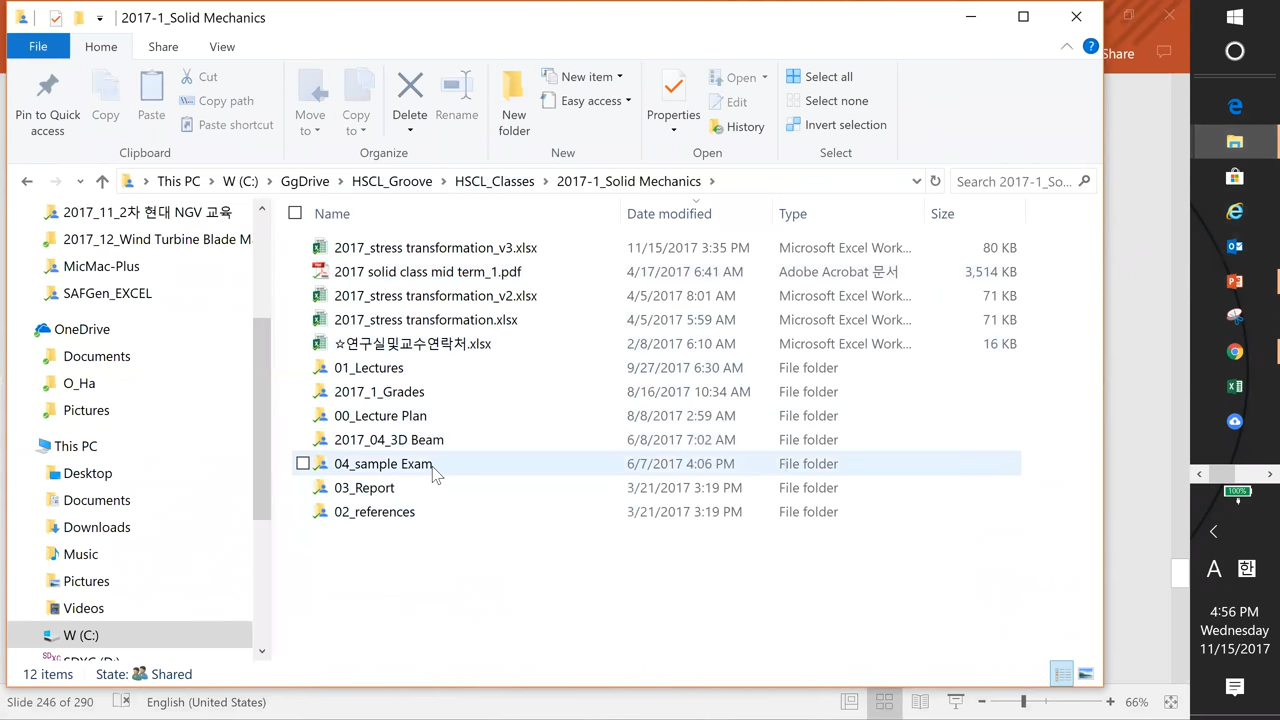 2017-1_Solid Mechanics
File Home Share View
Share
Pin to Quick access
Copy
Paste
Cut
Copy path
Paste shortcut
Clipboard
Move to
Copy to
Delete
Rename
Organize
New folder
New item
Easy access
New
Properties
Open
Edit
History
Open
Select all
Select none
Invert selection
Select
This PC > W (C:) > GgDrive > HSCL_Groove > HSCL_Classes > 2017-1_Solid Mechanics >
Search 2017-1_So...
2017_11_2차 현대 NGV 교육
2017_12_Wind Turbine Blade M
MicMac-Plus
SAFGen_EXCEL
OneDrive
Documents
O_Ha
Pictures
This PC
Desktop
Documents
Downloads
Music
Pictures
Videos
W (C:)
Name Date modified Type Size
2017_stress transformation_v3.xlsx 11/15/2017 3:35 PM Microsoft Excel Work... 80 KB
2017 solid class mid term_1.pdf 4/17/2017 6:41 AM Adobe Acrobat 문서 3,514 KB
2017_stress transformation_v2.xlsx 4/5/2017 8:01 AM Microsoft Excel Work... 71 KB
2017_stress transformation.xlsx 4/5/2017 5:59 AM Microsoft Excel Work... 71 KB
☆연구실및교수연락처.xlsx 2/8/2017 6:10 AM Microsoft Excel Work... 16 KB
01_Lectures 9/27/2017 6:30 AM File folder
2017_1_Grades 8/16/2017 10:34 AM File folder
00_Lecture Plan 8/8/2017 2:59 AM File folder
2017_04_3D Beam 6/8/2017 7:02 AM File folder
04_sample Exam 6/7/2017 4:06 PM File folder
03_Report 3/21/2017 3:19 PM File folder
02_references 3/21/2017 3:19 PM File folder
12 items State: Shared
Slide 246 of 290 English (United States) 66%
100%
A 한
4:56 PM
Wednesday
11/15/2017